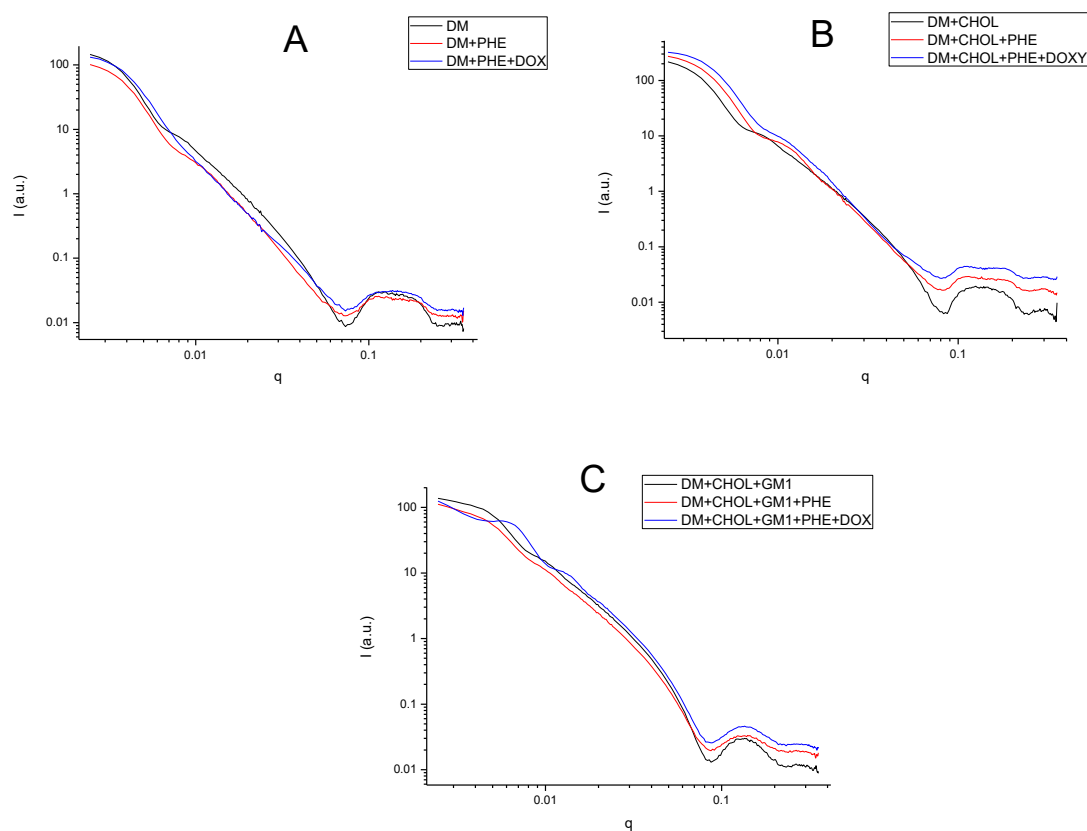 A
DM
DM+PHE
DM+PHE+DOX
100
10
1
0.1
0.01
I (a.u.)
0.01
0.1
q
B
DM+CHOL
DM+CHOL+PHE
DM+CHOL+PHE+DOXY
100
10
1
0.1
0.01
I (a.u.)
0.01
0.1
q
C
DM+CHOL+GM1
DM+CHOL+GM1+PHE
DM+CHOL+GM1+PHE+DOX
100
10
1
0.1
0.01
I (a.u.)
0.01
0.1
q